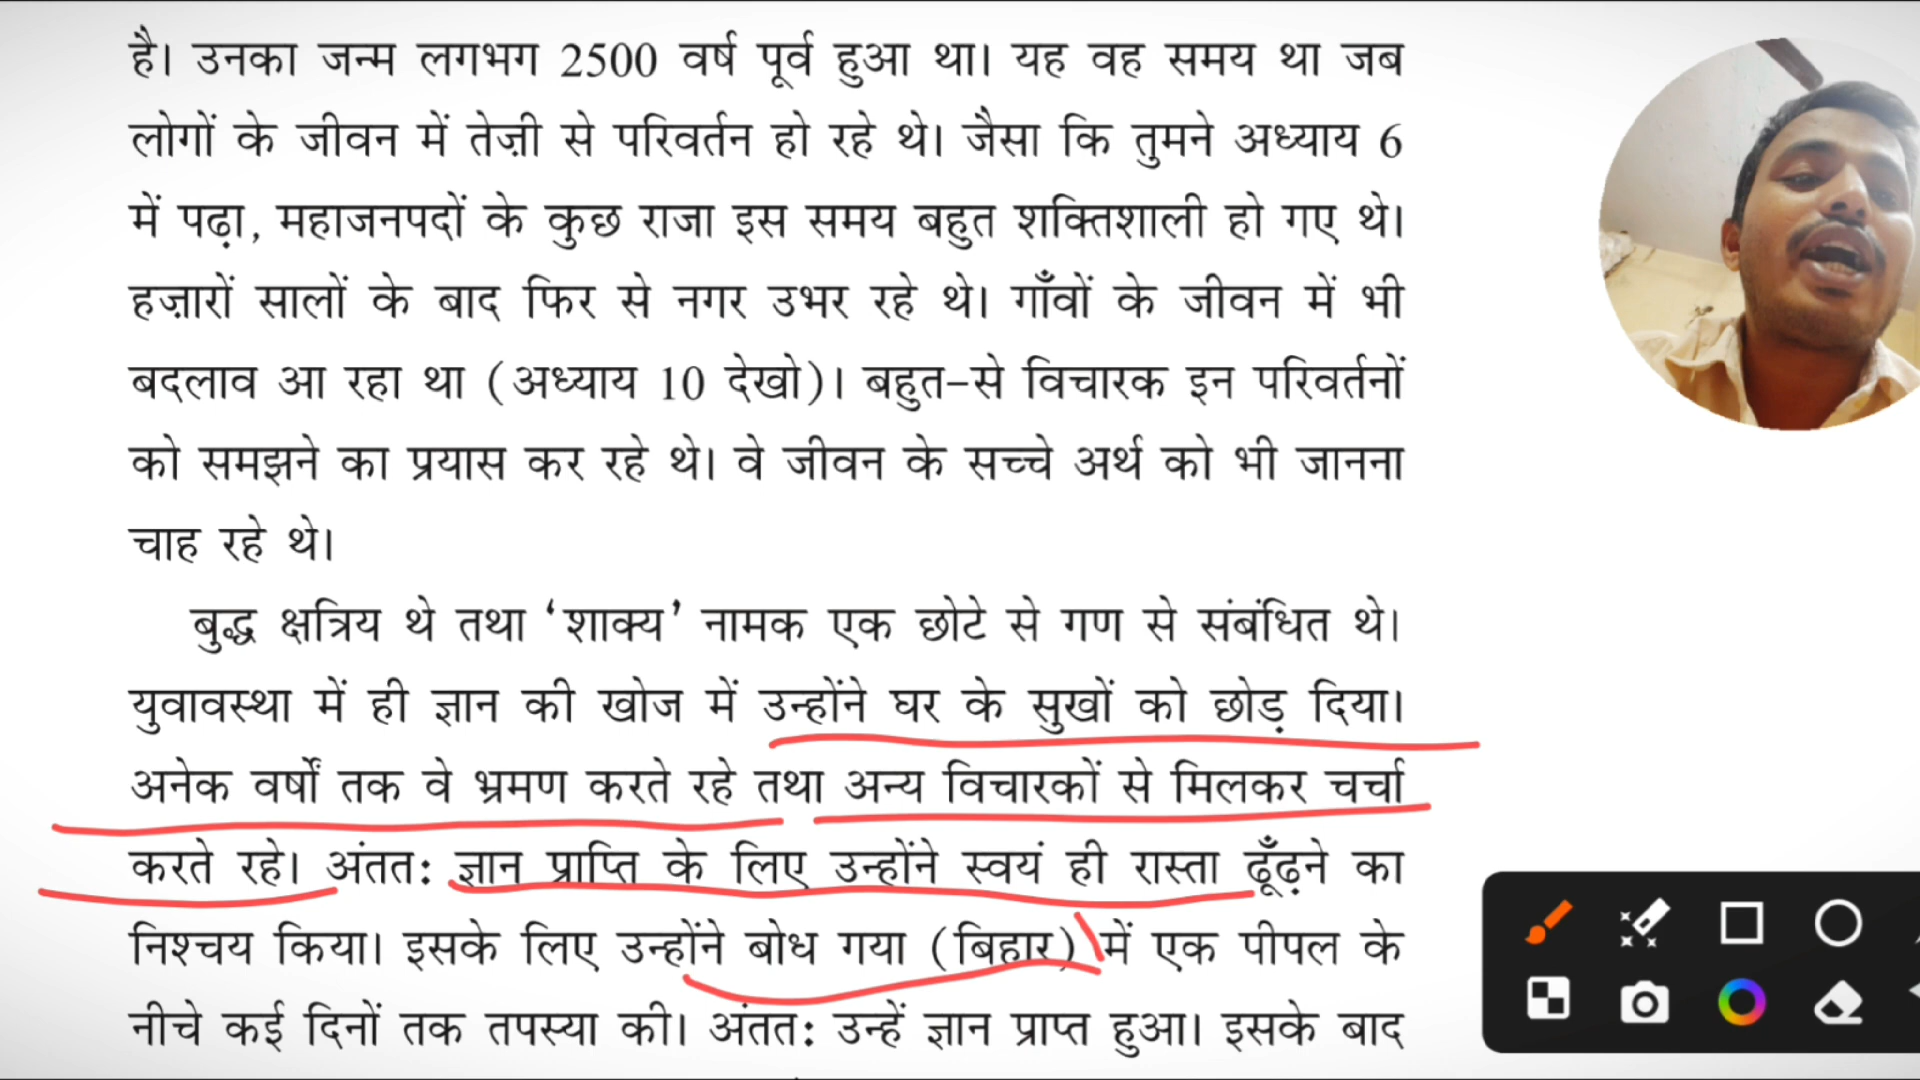 है। उनका जन्म लगभग 2500 वर्ष पूर्व हुआ था। यह वह समय था जब
लोगों के जीवन में तेज़ी से परिवर्तन हो रहे थे। जैसा कि तुमने अध्याय 6
में पढ़ा, महाजनपदों के कुछ राजा इस समय बहुत शक्तिशाली हो गए थे।
हज़ारों सालों के बाद फिर से नगर उभर रहे थे। गाँवों के जीवन में भी
बदलाव आ रहा था (अध्याय 10 देखो)। बहुत-से विचारक इन परिवर्तनों
को समझने का प्रयास कर रहे थे। वे जीवन के सच्चे अर्थ को भी जानना
चाह रहे थे।
बुद्ध क्षत्रिय थे तथा ‘शाक्य’ नामक एक छोटे से गण से संबंधित थे।
युवावस्था में ही ज्ञान की खोज में उन्होंने घर के सुखों को छोड़ दिया।
अनेक वर्षों तक वे भ्रमण करते रहे तथा अन्य विचारकों से मिलकर चर्चा
करते रहे। अंततः ज्ञान प्राप्ति के लिए उन्होंने स्वयं ही रास्ता ढूँढ़ने का
निश्चय किया। इसके लिए उन्होंने बोध गया (बिहार) में एक पीपल के
नीचे कई दिनों तक तपस्या की। अंततः उन्हें ज्ञान प्राप्त हुआ। इसके बाद